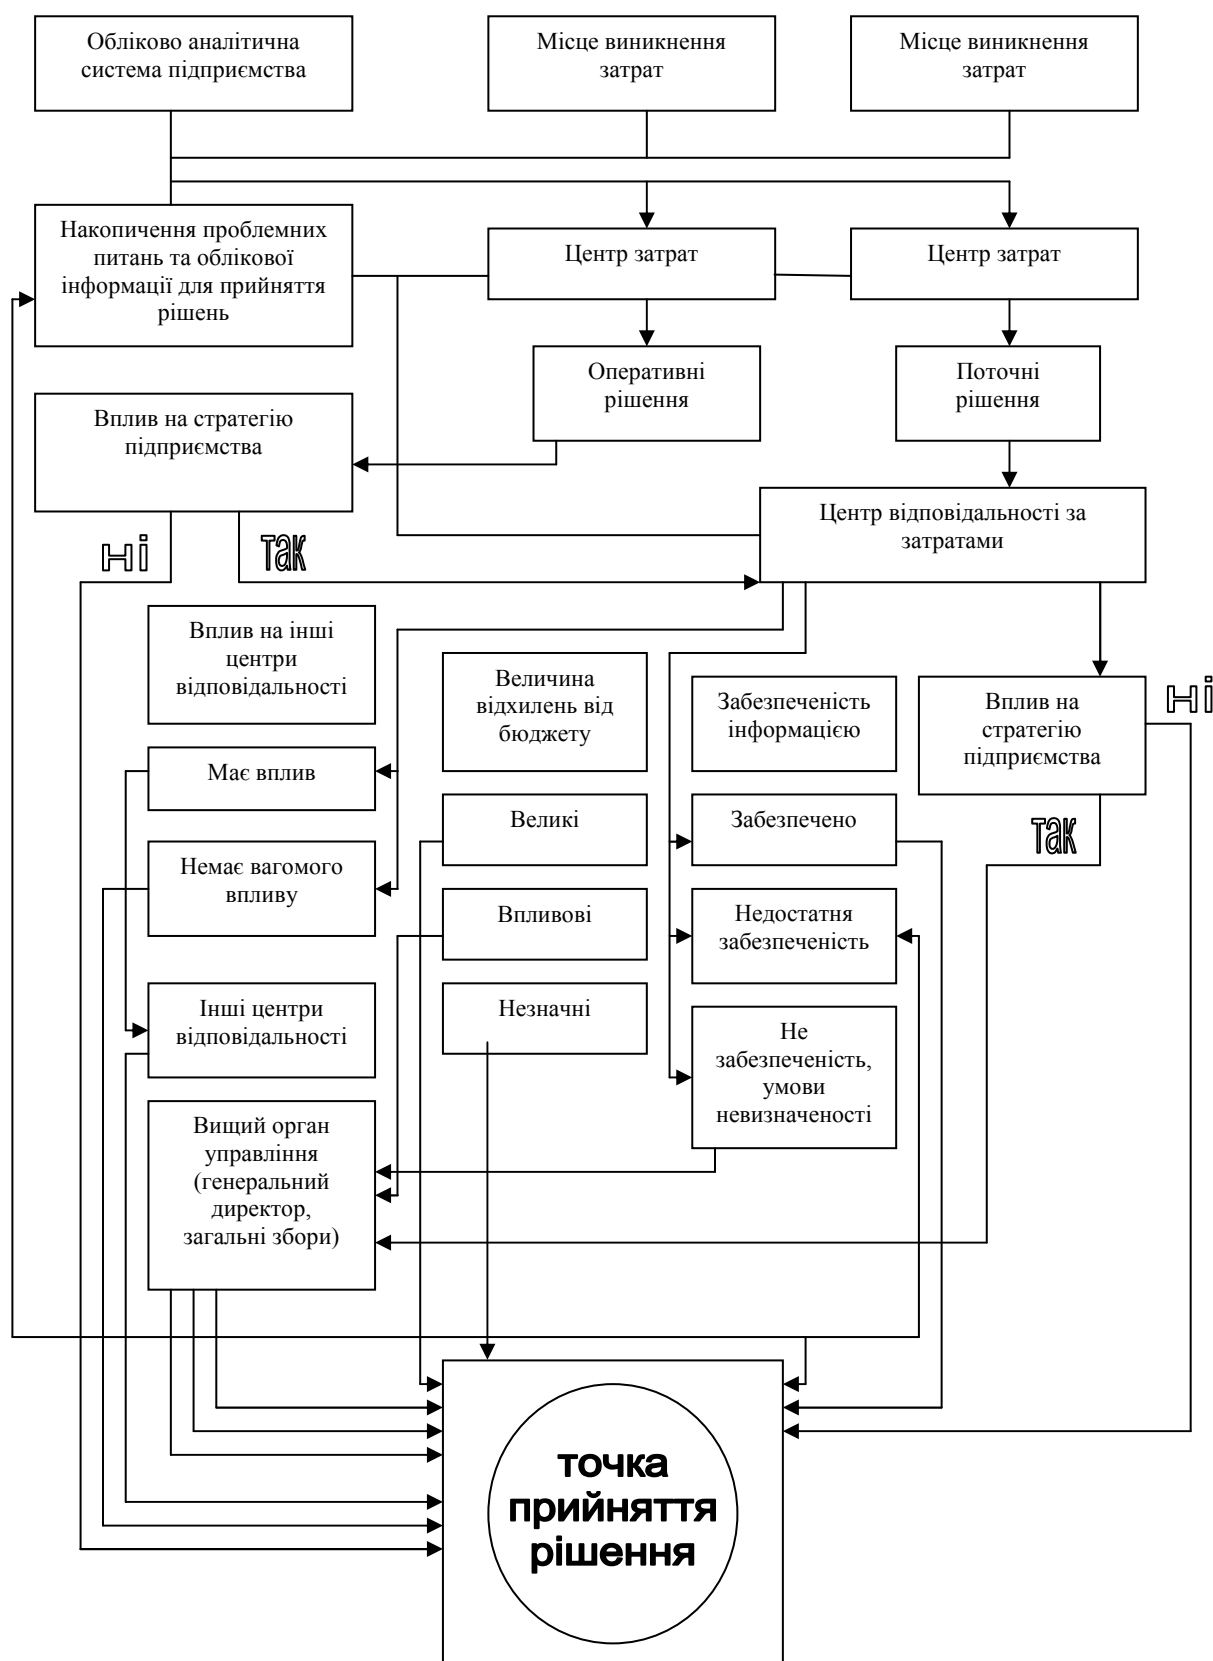 Обліково аналітична
система підприємства
Місце виникнення
затрат
Місце виникнення
затрат
Накопичення проблемних
питань та облікової
інформації для прийняття
рішень
Центр затрат
Центр затрат
Оперативні
рішення
Поточні
рішення
Вплив на стратегію
підприємства
Центр відповідальності за
затратами
ні
так
Вплив на інші
центри
відповідальності
Величина
відхилень від
бюджету
Забезпеченість
інформацією
Вплив на
стратегію
підприємства
ні
Має вплив
Великі
Забезпечено
так
Немає вагомого
впливу
Впливові
Недостатня
забезпеченість
Інші центри
відповідальності
Незначні
Не
забезпеченість,
умови
невизначеності
Вищий орган
управління
(генеральний
директор,
загальні збори)
точка
прийняття
рішення